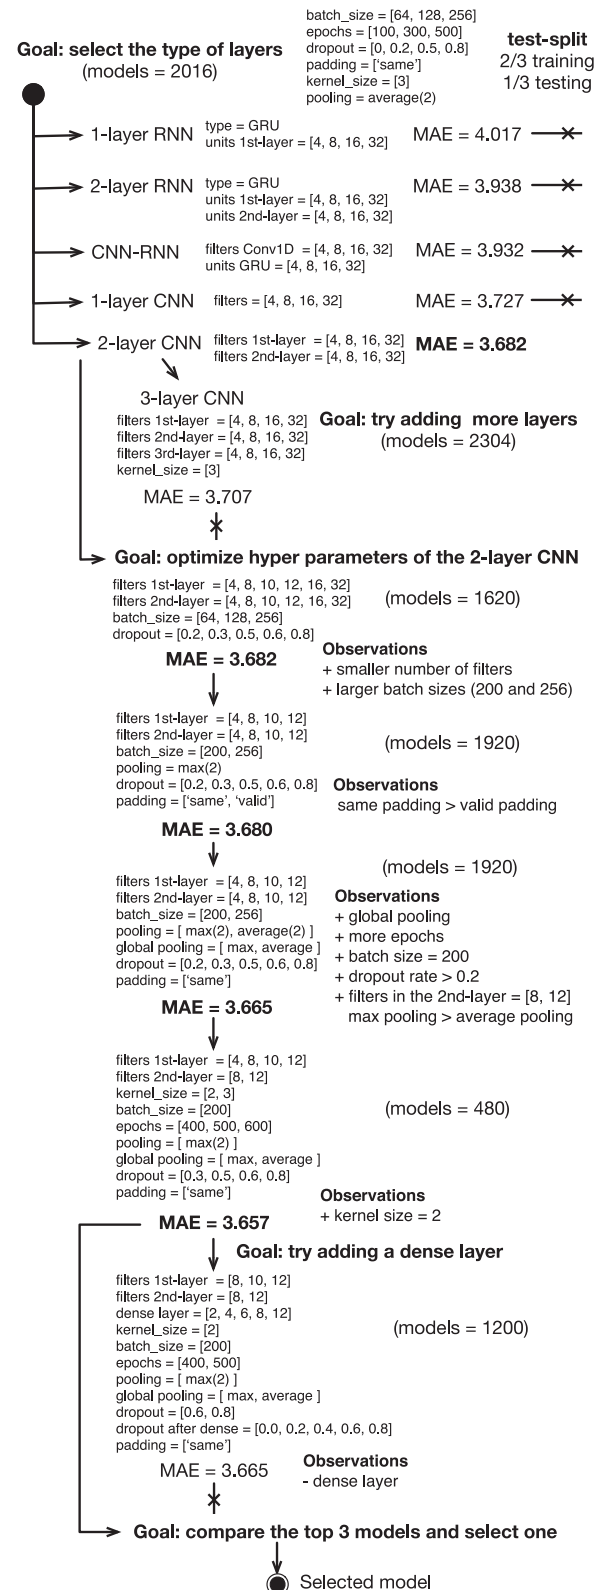 batch_size = [64, 128, 256]
epochs = [100, 300, 500]
dropout = [0, 0.2, 0.5, 0.8]
padding = ['same']
kernel_size = [3]
pooling = average(2)
test-split
2/3 training
1/3 testing
Goal: select the type of layers
(models = 2016)
1-layer RNN
type = GRU
units 1st-layer = [4, 8, 16, 32]
MAE = 4.017
2-layer RNN
type = GRU
units 1st-layer = [4, 8, 16, 32]
units 2nd-layer = [4, 8, 16, 32]
MAE = 3.938
CNN-RNN
filters Conv1D = [4, 8, 16, 32]
units GRU = [4, 8, 16, 32]
MAE = 3.932
1-layer CNN
filters = [4, 8, 16, 32]
MAE = 3.727
2-layer CNN
filters 1st-layer = [4, 8, 16, 32]
filters 2nd-layer = [4, 8, 16, 32]
MAE = 3.682
3-layer CNN
filters 1st-layer = [4, 8, 16, 32]
filters 2nd-layer = [4, 8, 16, 32]
filters 3rd-layer = [4, 8, 16, 32]
kernel_size = [3]
Goal: try adding more layers
(models = 2304)
MAE = 3.707
Goal: optimize hyper parameters of the 2-layer CNN
filters 1st-layer = [4, 8, 10, 12, 16, 32]
filters 2nd-layer = [4, 8, 10, 12, 16, 32]
batch_size = [64, 128, 256]
dropout = [0.2, 0.3, 0.5, 0.6, 0.8]
(models = 1620)
MAE = 3.682
Observations
+ smaller number of filters
+ larger batch sizes (200 and 256)
filters 1st-layer = [4, 8, 10, 12]
filters 2nd-layer = [4, 8, 10, 12]
batch_size = [200, 256]
pooling = max(2)
dropout = [0.2, 0.3, 0.5, 0.6, 0.8]
padding = ['same', 'valid']
(models = 1920)
Observations
same padding > valid padding
MAE = 3.680
filters 1st-layer = [4, 8, 10, 12]
filters 2nd-layer = [4, 8, 10, 12]
batch_size = [200, 256]
pooling = [ max(2), average(2) ]
global pooling = [ max, average ]
dropout = [0.2, 0.3, 0.5, 0.6, 0.8]
padding = ['same']
(models = 1920)
Observations
+ global pooling
+ more epochs
+ batch size = 200
+ dropout rate > 0.2
+ filters in the 2nd-layer = [8, 12]
max pooling > average pooling
MAE = 3.665
filters 1st-layer = [4, 8, 10, 12]
filters 2nd-layer = [8, 12]
kernel_size = [2, 3]
batch_size = [200]
epochs = [400, 500, 600]
pooling = [ max(2) ]
global pooling = [ max, average ]
dropout = [0.3, 0.5, 0.6, 0.8]
padding = ['same']
(models = 480)
Observations
+ kernel size = 2
MAE = 3.657
Goal: try adding a dense layer
filters 1st-layer = [8, 10, 12]
filters 2nd-layer = [8, 12]
dense layer = [2, 4, 6, 8, 12]
kernel_size = [2]
batch_size = [200]
epochs = [400, 500]
pooling = [ max(2) ]
global pooling = [ max, average ]
dropout = [0.6, 0.8]
dropout after dense = [0.0, 0.2, 0.4, 0.6, 0.8]
padding = ['same']
(models = 1200)
Observations
- dense layer
MAE = 3.665
Goal: compare the top 3 models and select one
Selected model